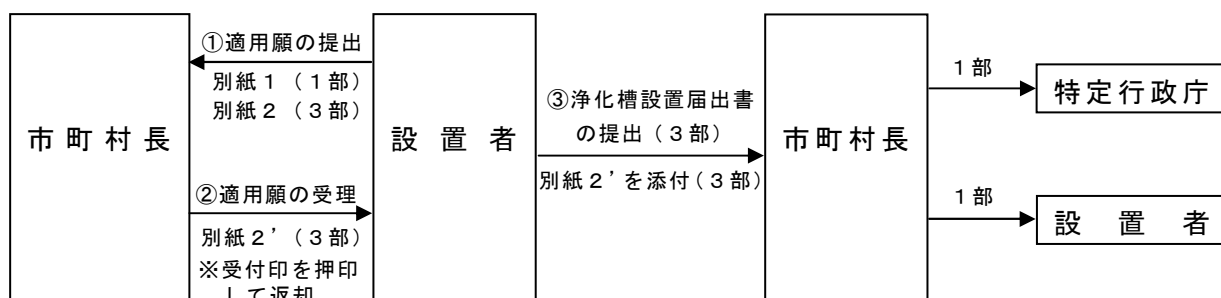 市町村長
①適用願の提出
別紙1（1部）
別紙2（3部）
②適用願の受理
別紙2’（3部）
※受付印を押印
して返却
設置者
③浄化槽設置届出書
の提出（3部）
別紙2’を添付(3部)
市町村長
1部
特定行政庁
1部
設置者